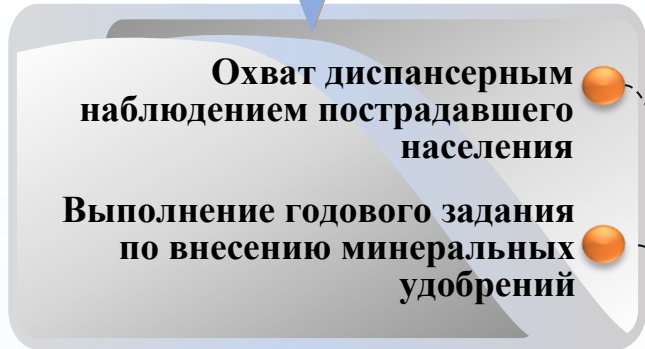 Охват диспансерным
наблюдением пострадавшего
населения
Выполнение годового задания
по внесению минеральных
удобрений